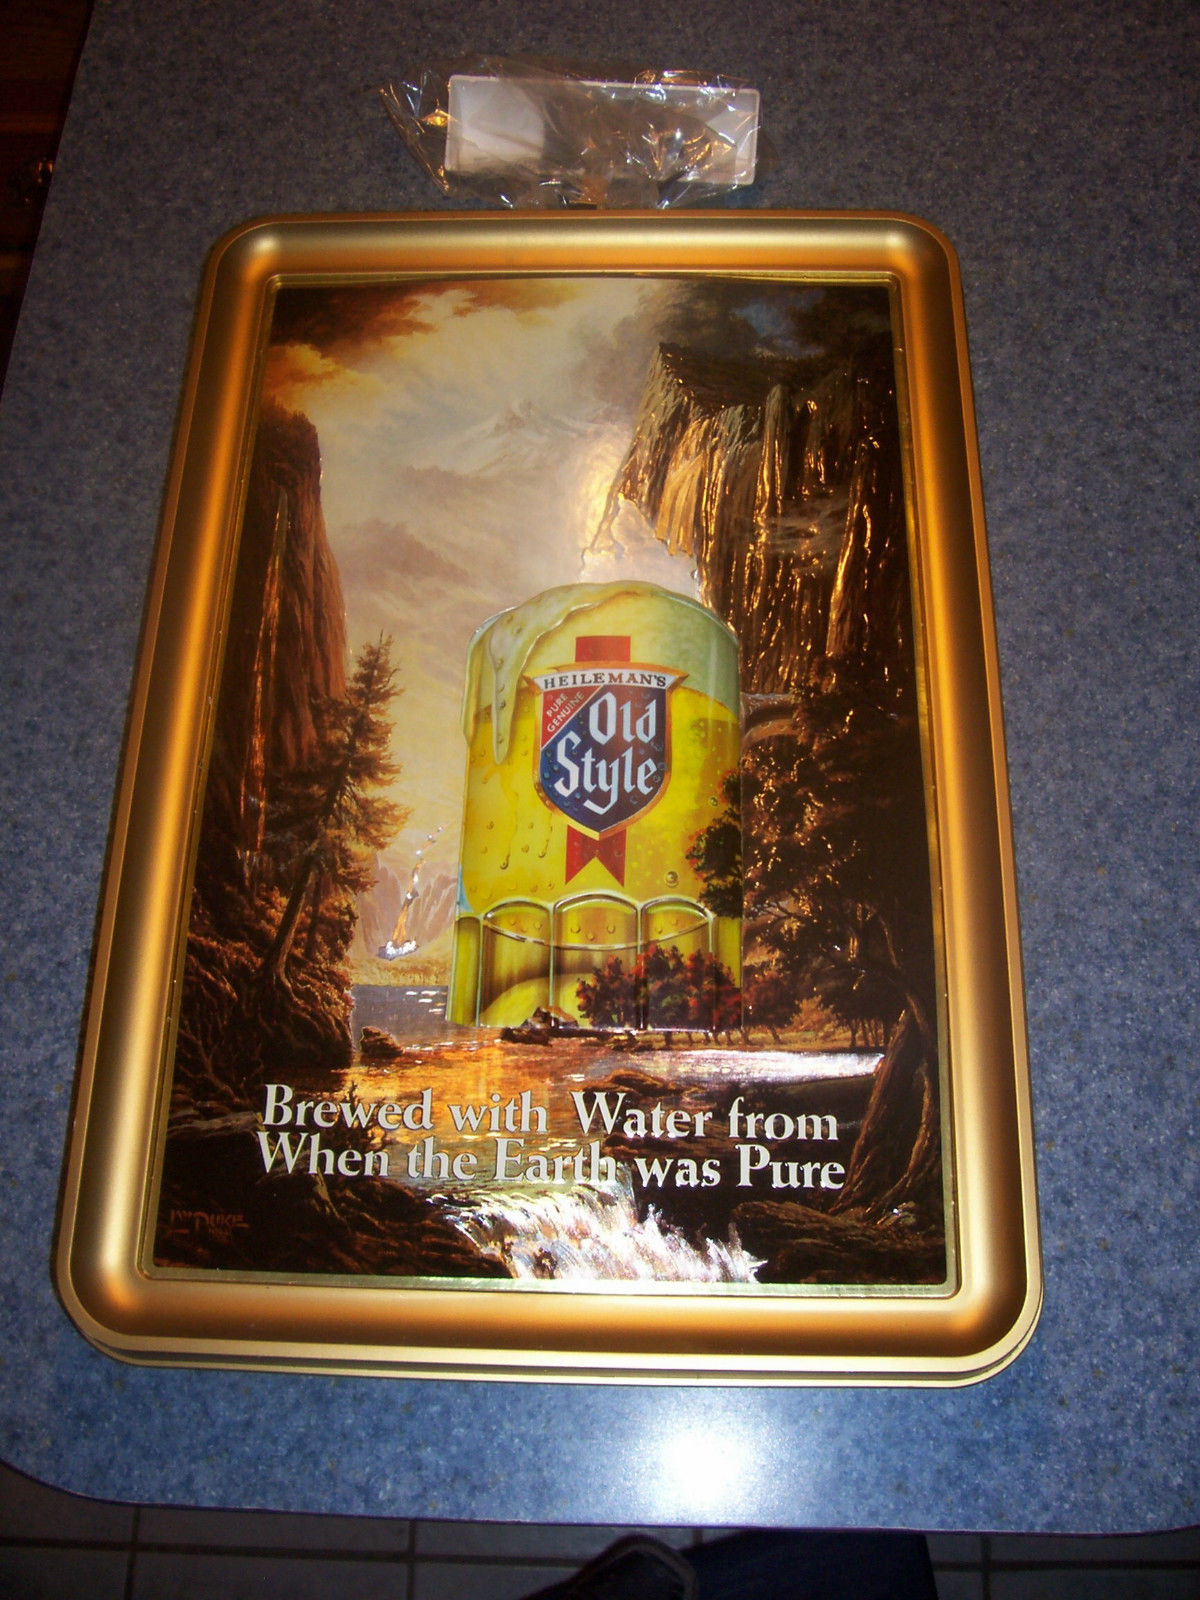 HEILEMAN'S
PURE
GENUINE
Old
Style
Brewed with Water from
When the Earth was Pure